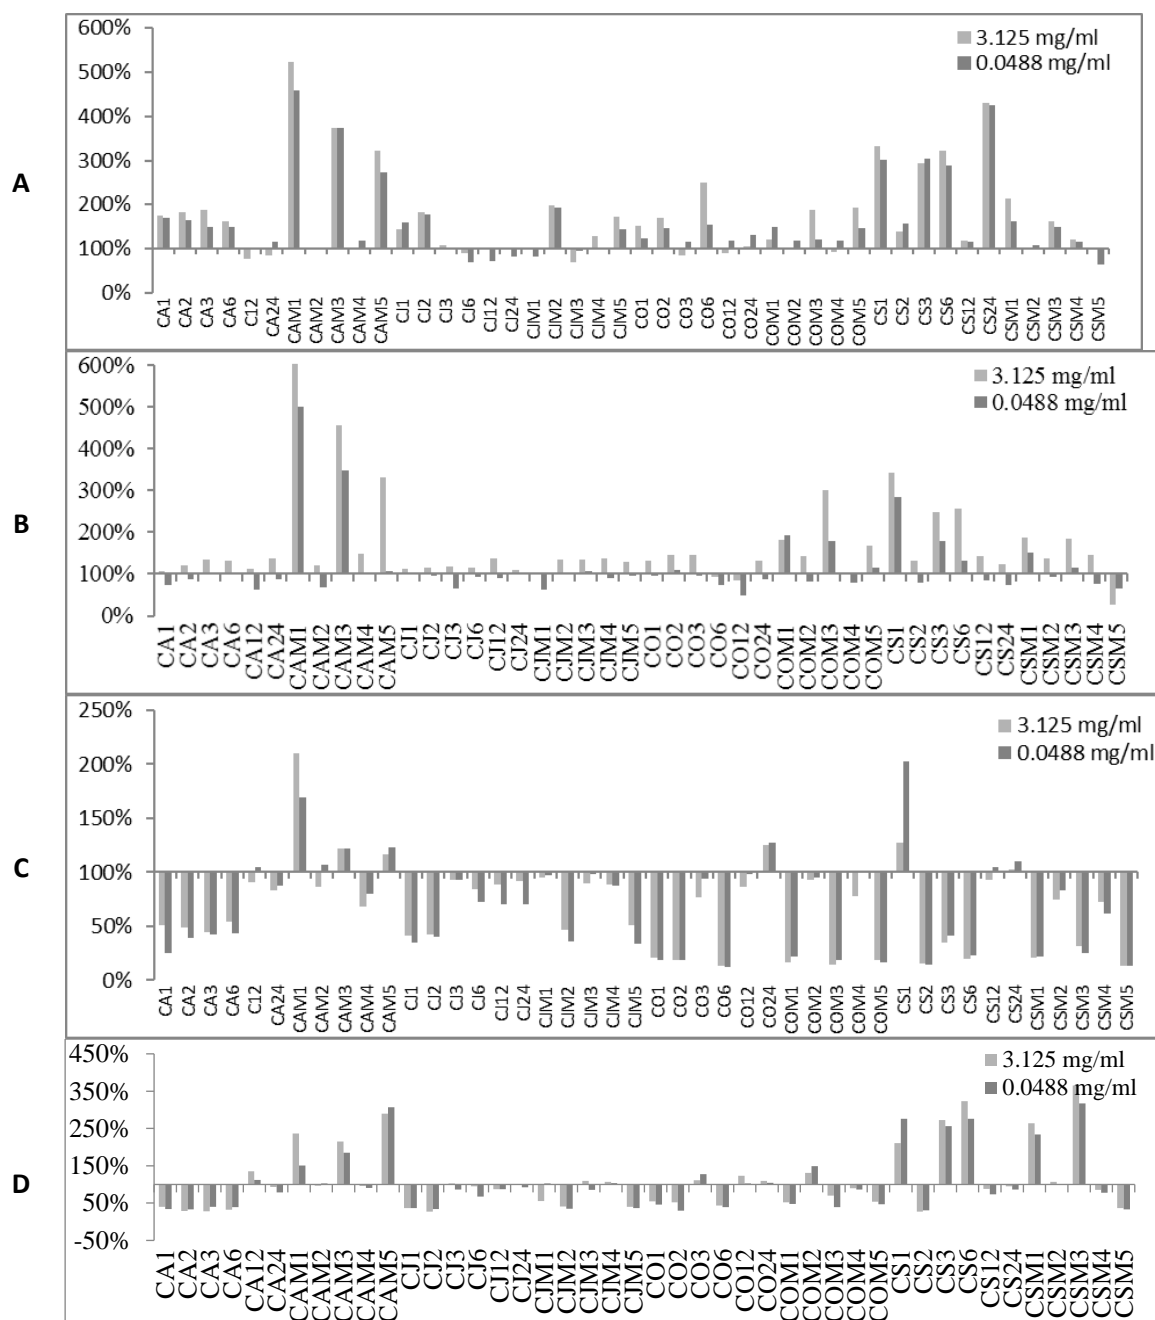 A
600%
500%
400%
300%
200%
100%
0%
3.125 mg/ml
0.0488 mg/ml
CA1 CA2 CA3 CA6 C12 CA24 CAIM1 CAIM2 CAIM3 CAM4 CAIM5 CJ1 CJ2 CJ3 CJ6 CJ12 CJ24 CJM1 CJM2 CJM3 CJM4 CJM5 CO1 CO2 CO3 CO6 CO12 CO24 COM1 COM2 COM3 COM4 COM5 CS1 CS2 CS3 CS6 CS12 CS24 CSM1 CSM2 CSM3 CSM4 CSM5
B
600%
500%
400%
300%
200%
100%
0%
3.125 mg/ml
0.0488 mg/ml
CA1 CA2 CA3 CA6 CA12 CA24 CAM1 CAM2 CAM3 CAM4 CAM5 CJ1 CJ2 CJ3 CJ6 CJ12 CJ24 CJM1 CJM2 CJM3 CJM4 CJM5 CO1 CO2 CO3 CO6 CO12 CO24 COM1 COM2 COM3 COM4 COM5 CS1 CS2 CS3 CS6 CS12 CS24 CSM1 CSM2 CSM3 CSM4 CSM5
C
250%
200%
150%
100%
50%
0%
3.125 mg/ml
0.0488 mg/ml
CA1 CA2 CA3 CA6 C12 CA24 CAM1 CAM2 CAM3 CAM4 CAM5 CJ1 CJ2 CJ3 CJ6 CJ12 CJ24 CJM1 CJM2 CJM3 CJM4 CJM5 CO1 CO2 CO3 CO6 CO12 CO24 COM1 COM2 COM3 COM4 COM5 CS1 CS2 CS3 CS6 CS12 CS24 CSM1 CSM2 CSM3 CSM4 CSM5
D
450%
350%
250%
150%
50%
-50%
3.125 mg/ml
0.0488 mg/ml
CA1 CA2 CA3 CA6 CA12 CA24 CAM1 CAM2 CAM3 CAM4 CAM5 CJ1 CJ2 CJ3 CJ6 CJ12 CJ24 CJM1 CJM2 CJM3 CJM4 CJM5 CO1 CO2 CO3 CO6 CO12 CO24 COM1 COM2 COM3 COM4 COM5 CS1 CS2 CS3 CS6 CS12 CS24 CSM1 CSM2 CSM3 CSM4 CSM5